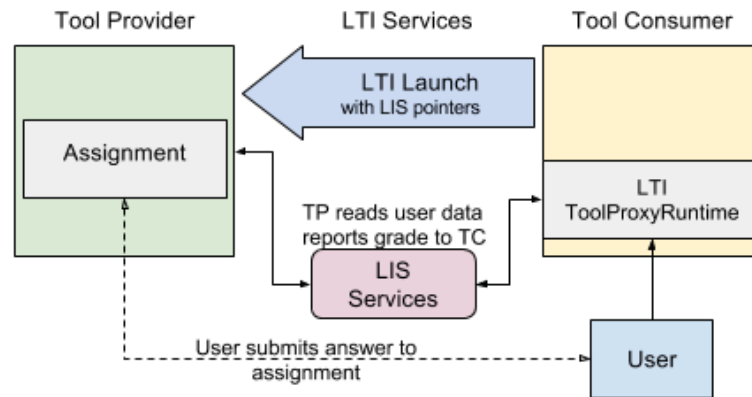 Tool Provider
LTI Services
Tool Consumer
LTI Launch
with LIS pointers
Assignment
LTI
ToolProxyRuntime
TP reads user data
reports grade to TC
LIS
Services
User submits answer to
assignment
User